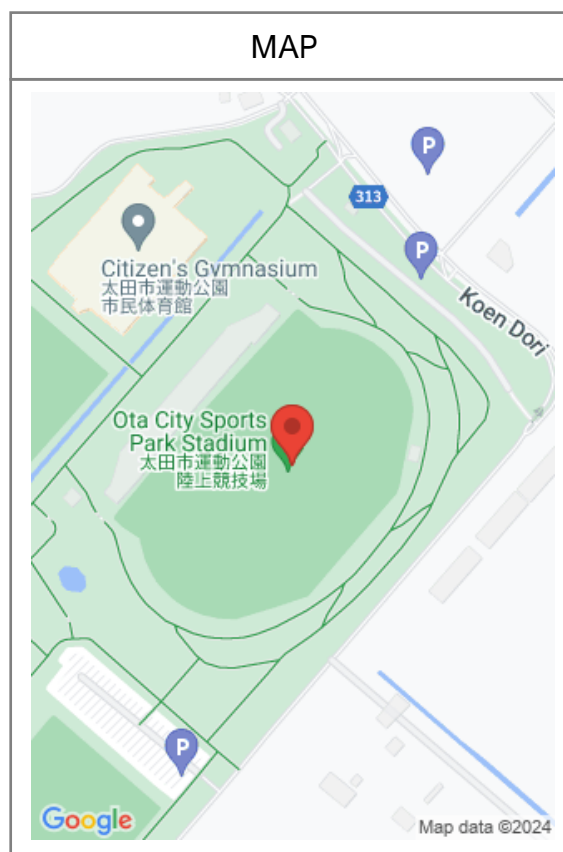 MAP
P
313
P
Citizen's Gymnasium
太田市運動公園
市民体育館
Koen Dori
Ota City Sports
Park Stadium
太田市運動公園
陸上競技場
P
Google
Map data ©2024